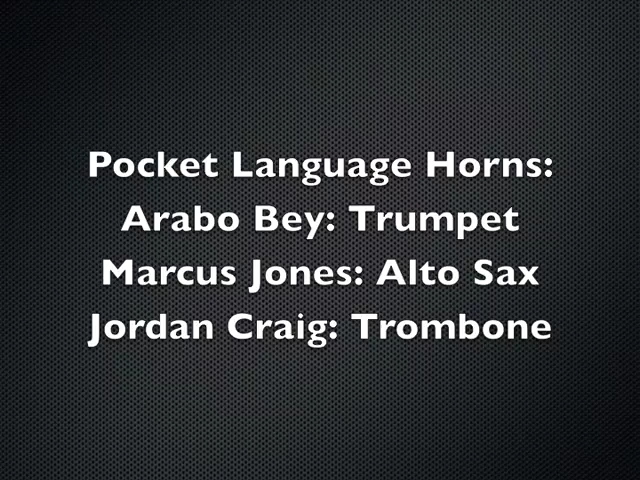 Pocket Language Horns:
Arabo Bey: Trumpet
Marcus Jones: Alto Sax
Jordan Craig: Trombone